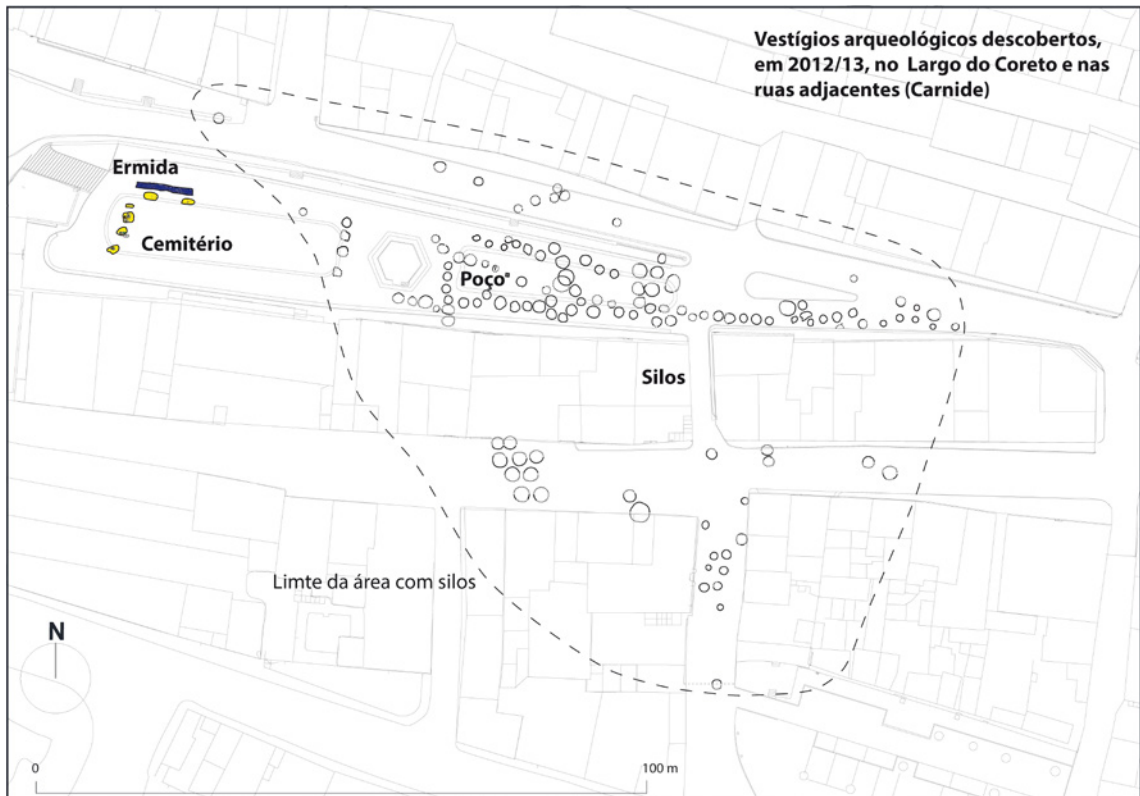 Vestígios arqueológicos descobertos,
em 2012/13, no Largo do Coreto e nas
ruas adjacentes (Carnide)
Ermida
Cemitério
Poço
Silos
Limte da área com silos
N
0
100 m